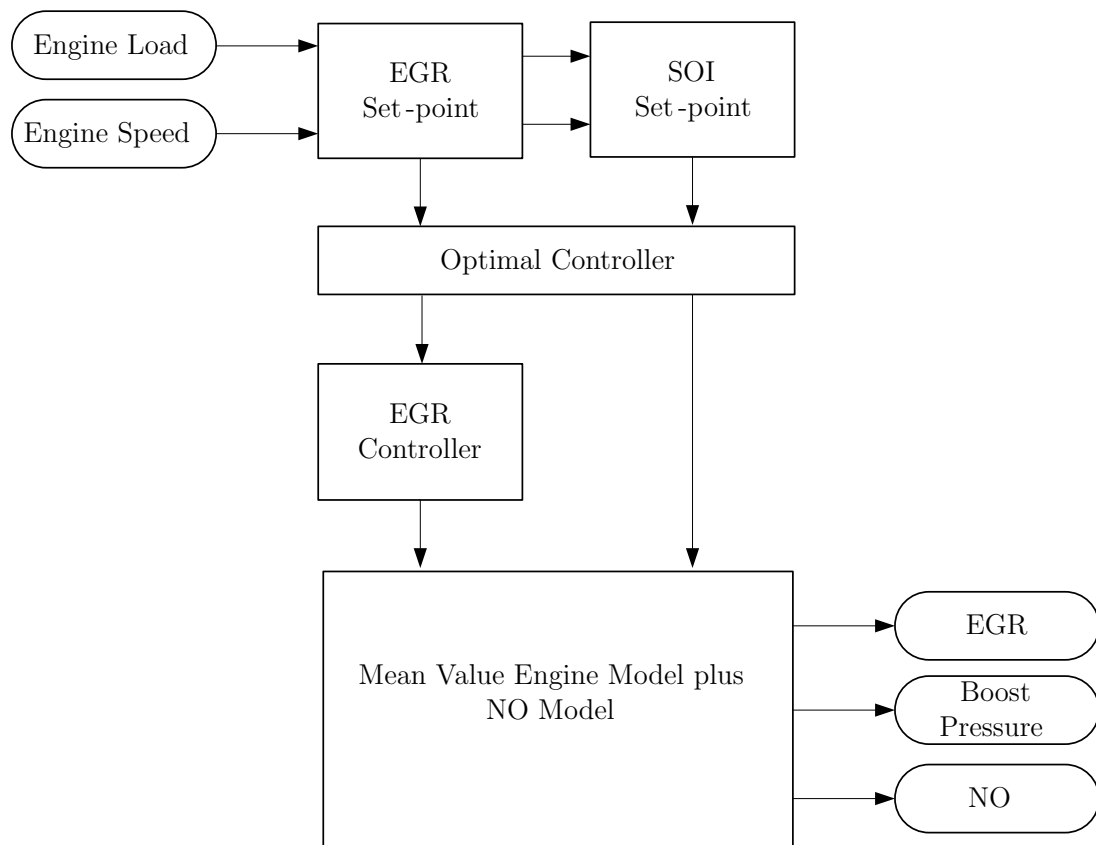 Engine Load
EGR
Set-point
SOI
Set-point
Engine Speed
Optimal Controller
EGR
Controller
Mean Value Engine Model plus
NO Model
EGR
Boost
Pressure
NO